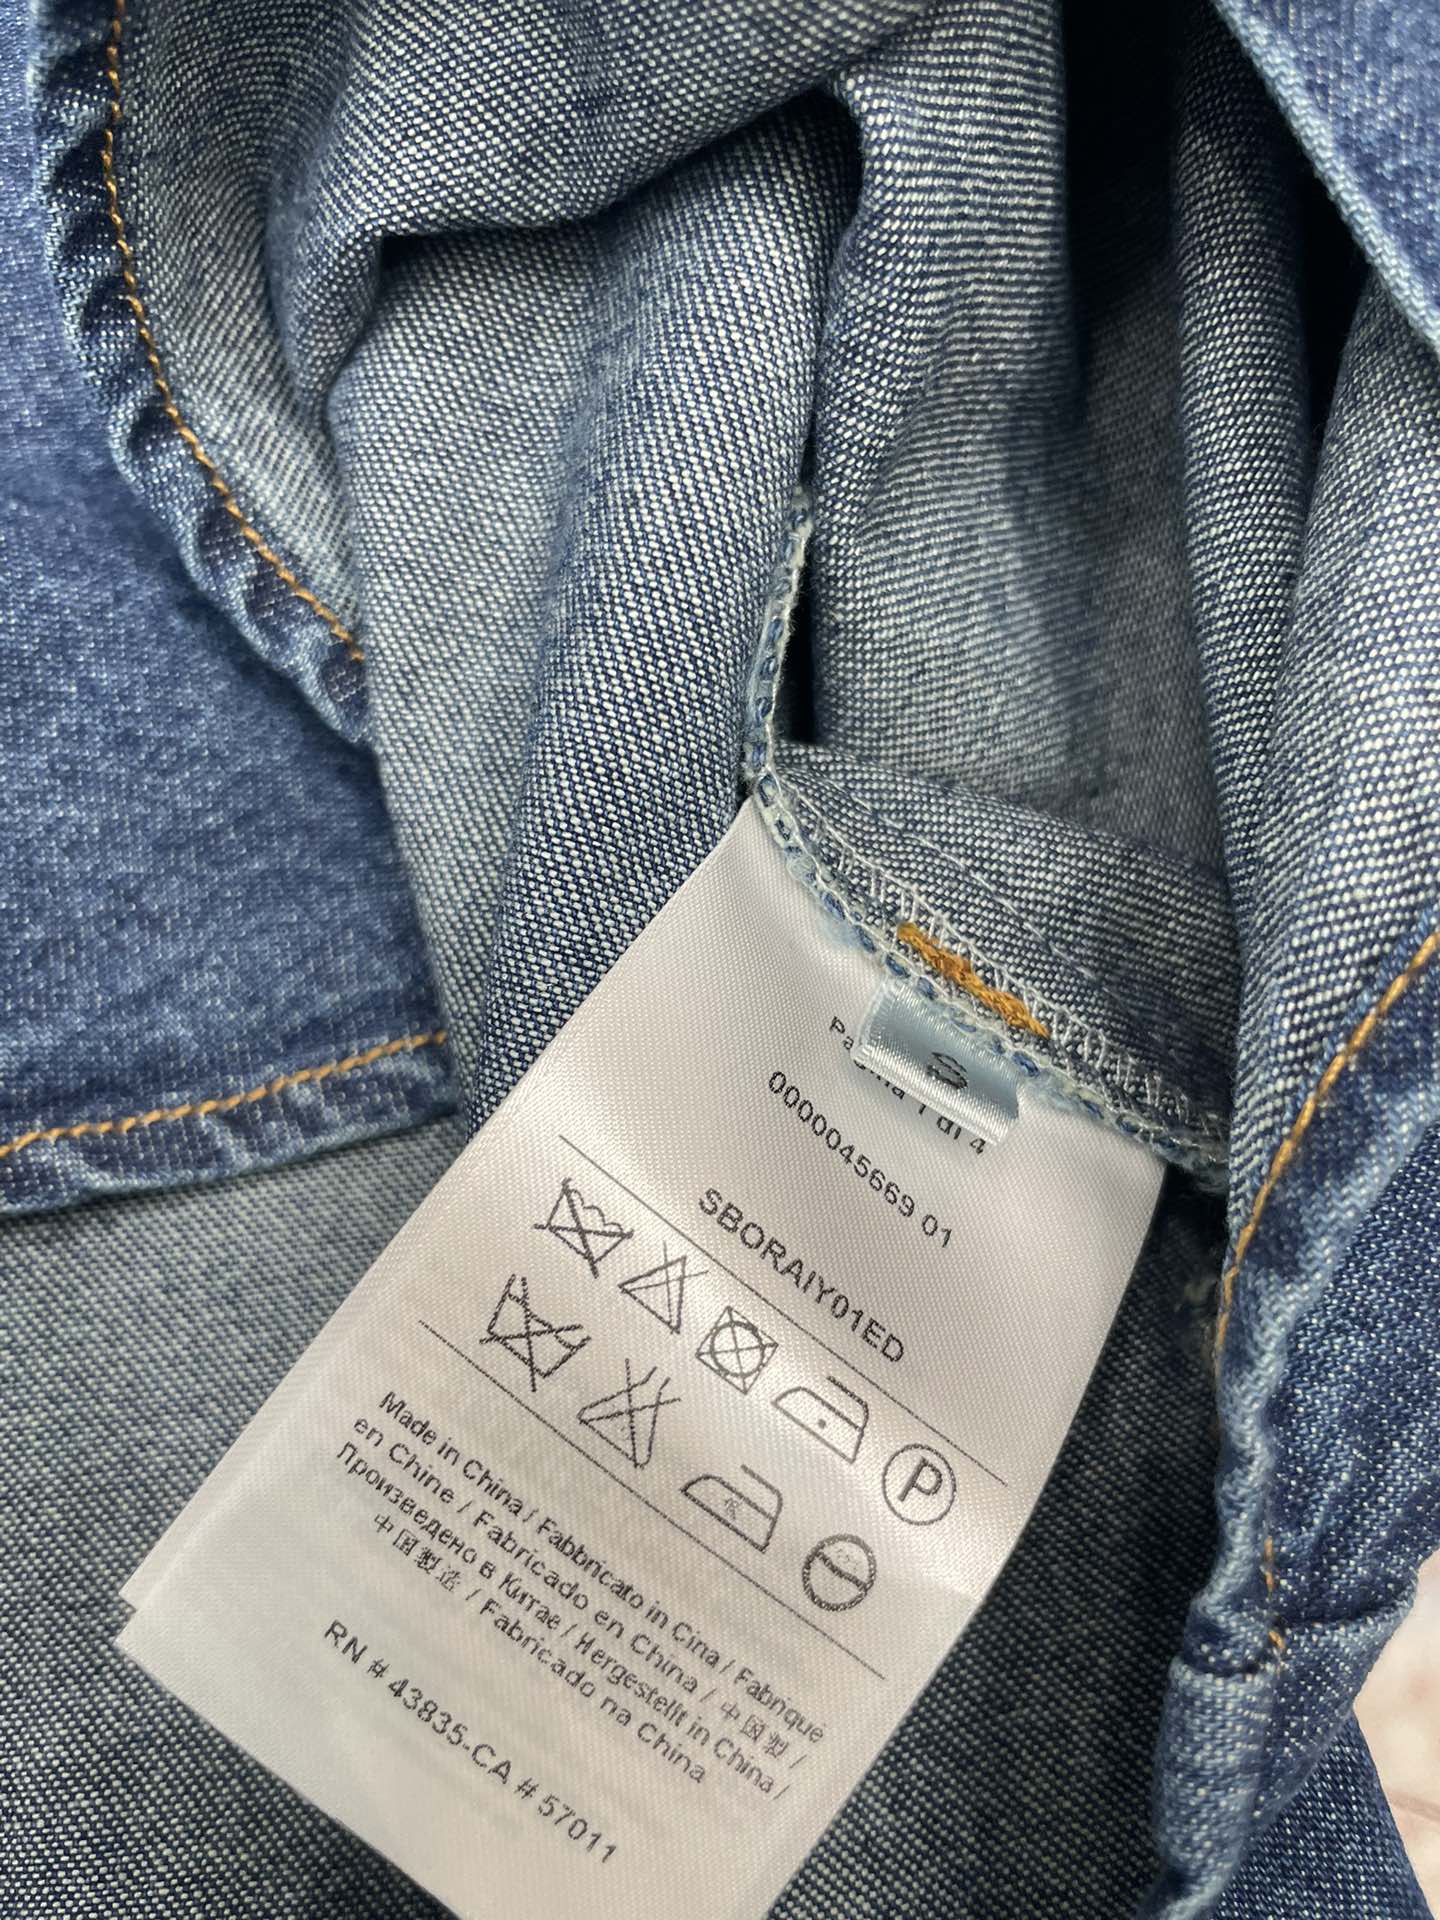 S
Pagina 1 di 4
0000045669 01
SBORAIY01ED
P
Made in China / Fabbricato in Cina / Fabriqué
en Chine / Fabricado en China / 中国製 /
Произведено в Китае / Hergestellt in China /
中国製造 / Fabricado na China
RN # 43835-CA # 57011